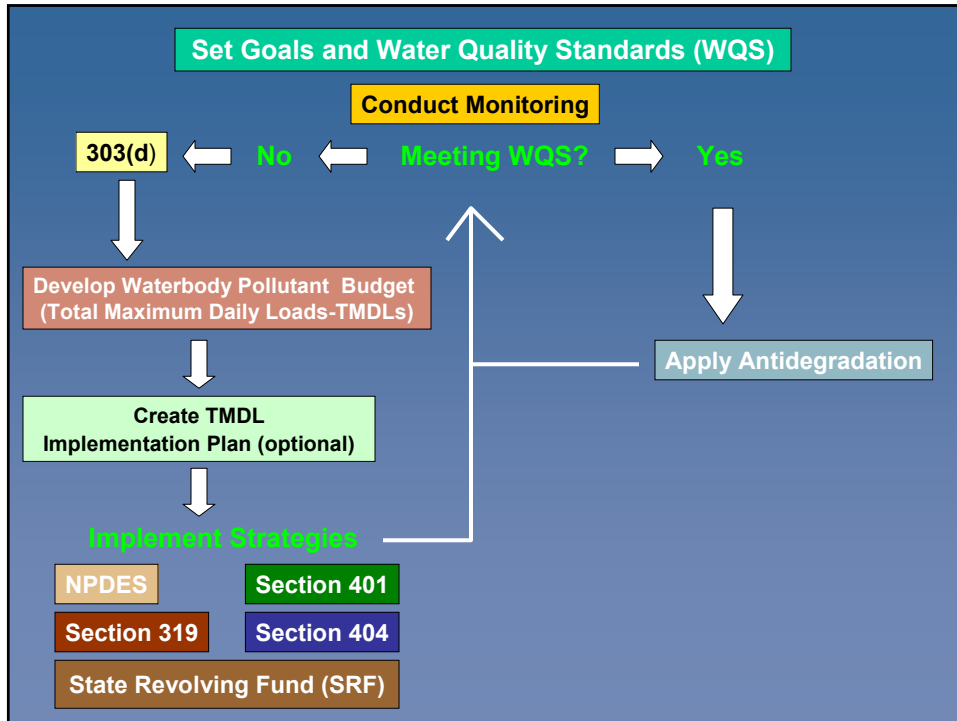 Set Goals and Water Quality Standards (WQS)
Conduct Monitoring
303(d)
No
Meeting WQS?
Yes
Develop Waterbody Pollutant Budget
(Total Maximum Daily Loads-TMDLs)
Apply Antidegradation
Create TMDL
Implementation Plan (optional)
Implement Strategies
NPDES
Section 401
Section 319
Section 404
State Revolving Fund (SRF)